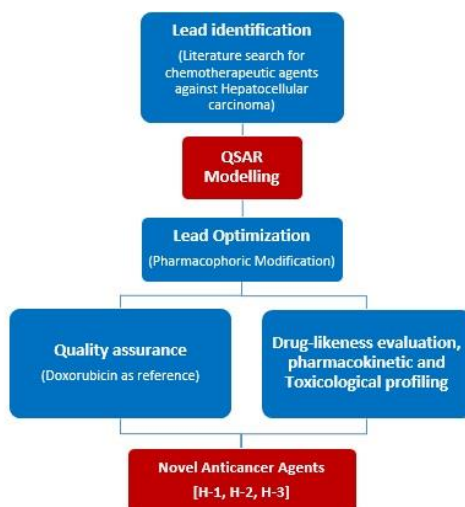 Lead identification
(Literature search for
chemotherapeutic agents
against Hepatocellular
carcinoma)
QSAR
Modelling
Lead Optimization
(Pharmacophoric Modification)
Quality assurance
(Doxorubicin as reference)
Drug-likeness evaluation,
pharmacokinetic and
Toxicological profiling
Novel Anticancer Agents
[H-1, H-2, H-3]